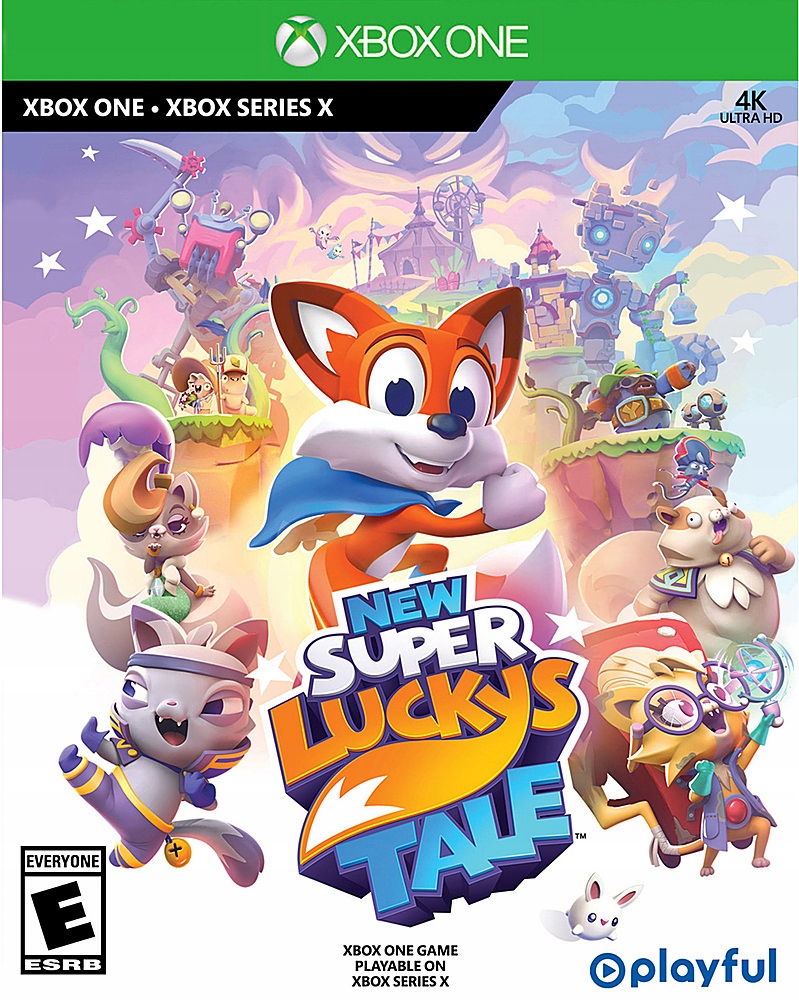 XBOX ONE
XBOX ONE • XBOX SERIES X
4K
ULTRA HD
NEW
SUPER
LUCKY'S
TALE™
EVERYONE
E
ESRB
XBOX ONE GAME
PLAYABLE ON
XBOX SERIES X
playful